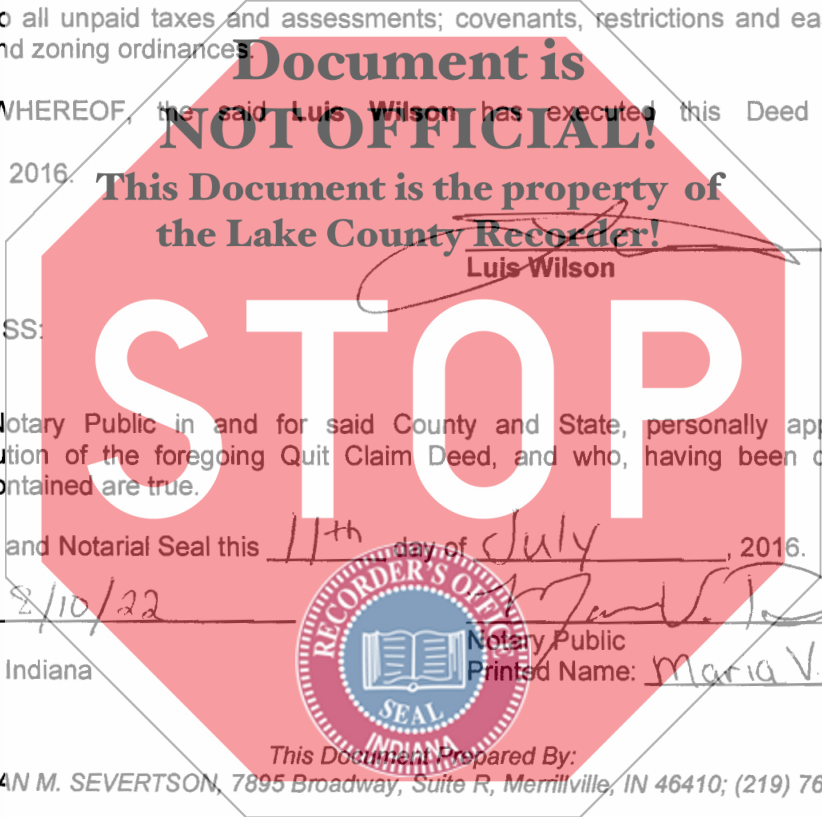 o all unpaid taxes and assessments; covenants, restrictions and ea
nd zoning ordinances.
Document is
WHEREOF, the said Luis Wilson has executed this Deed
NOT OFFICIAL!
2016.
This Document is the property of
the Lake County Recorder!
Luis Wilson
SS:
STOP
Notary Public in and for said County and State, personally app
ution of the foregoing Quit Claim Deed, and who, having been d
ontained are true.
and Notarial Seal this 11th day of July, 2016.
8/10/22
Notary Public
Indiana
Printed Name: Maria V.
RECORDER'S OFFICE
SEAL
INDIANA
This Document Prepared By:
AN M. SEVERTSON, 7895 Broadway, Suite R, Merrillville, IN 46410; (219) 76